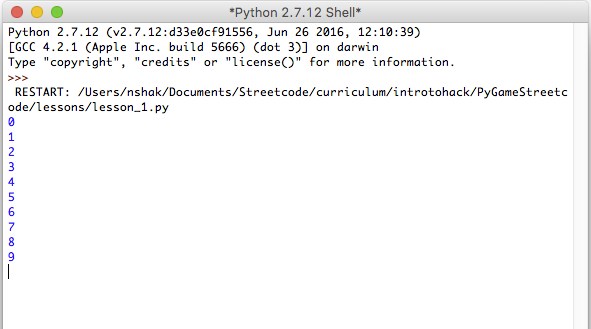 *Python 2.7.12 Shell*
Python 2.7.12 (v2.7.12:d33e0cf91556, Jun 26 2016, 12:10:39)
[GCC 4.2.1 (Apple Inc. build 5666) (dot 3)] on darwin
Type "copyright", "credits" or "license()" for more information.
>>>
 RESTART: /Users/nshak/Documents/Streetcode/curriculum/introtohack/PyGameStreetc
ode/lessons/lesson_1.py
0
1
2
3
4
5
6
7
8
9